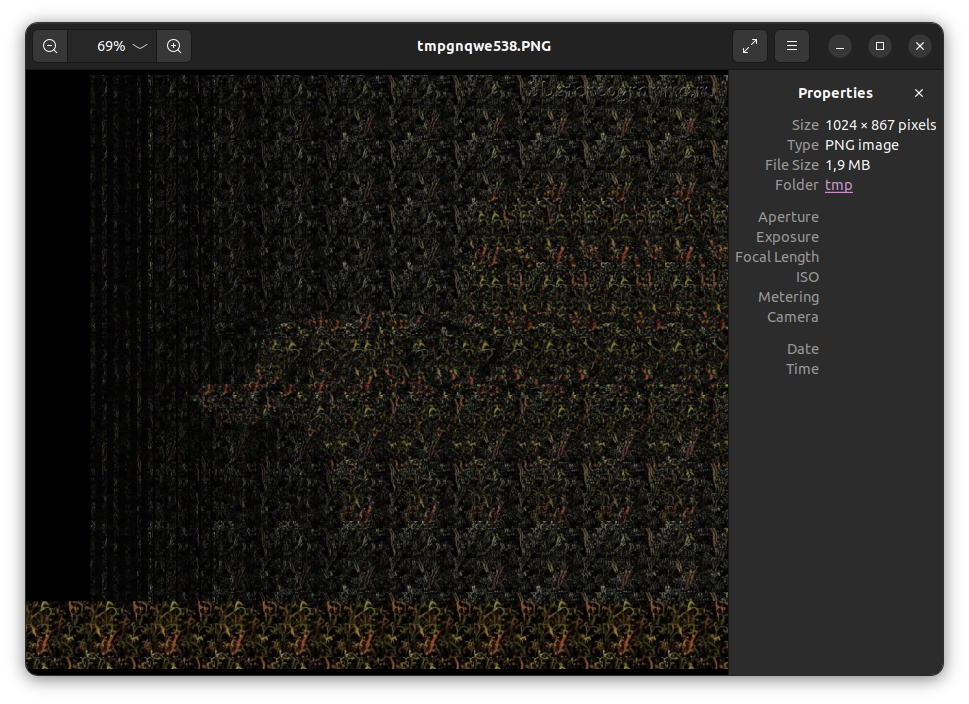 69%
tmpgnqwe538.PNG
Properties
Size 1024 × 867 pixels
Type PNG image
File Size 1,9 MB
Folder tmp
Aperture
Exposure
Focal Length
ISO
Metering
Camera
Date
Time